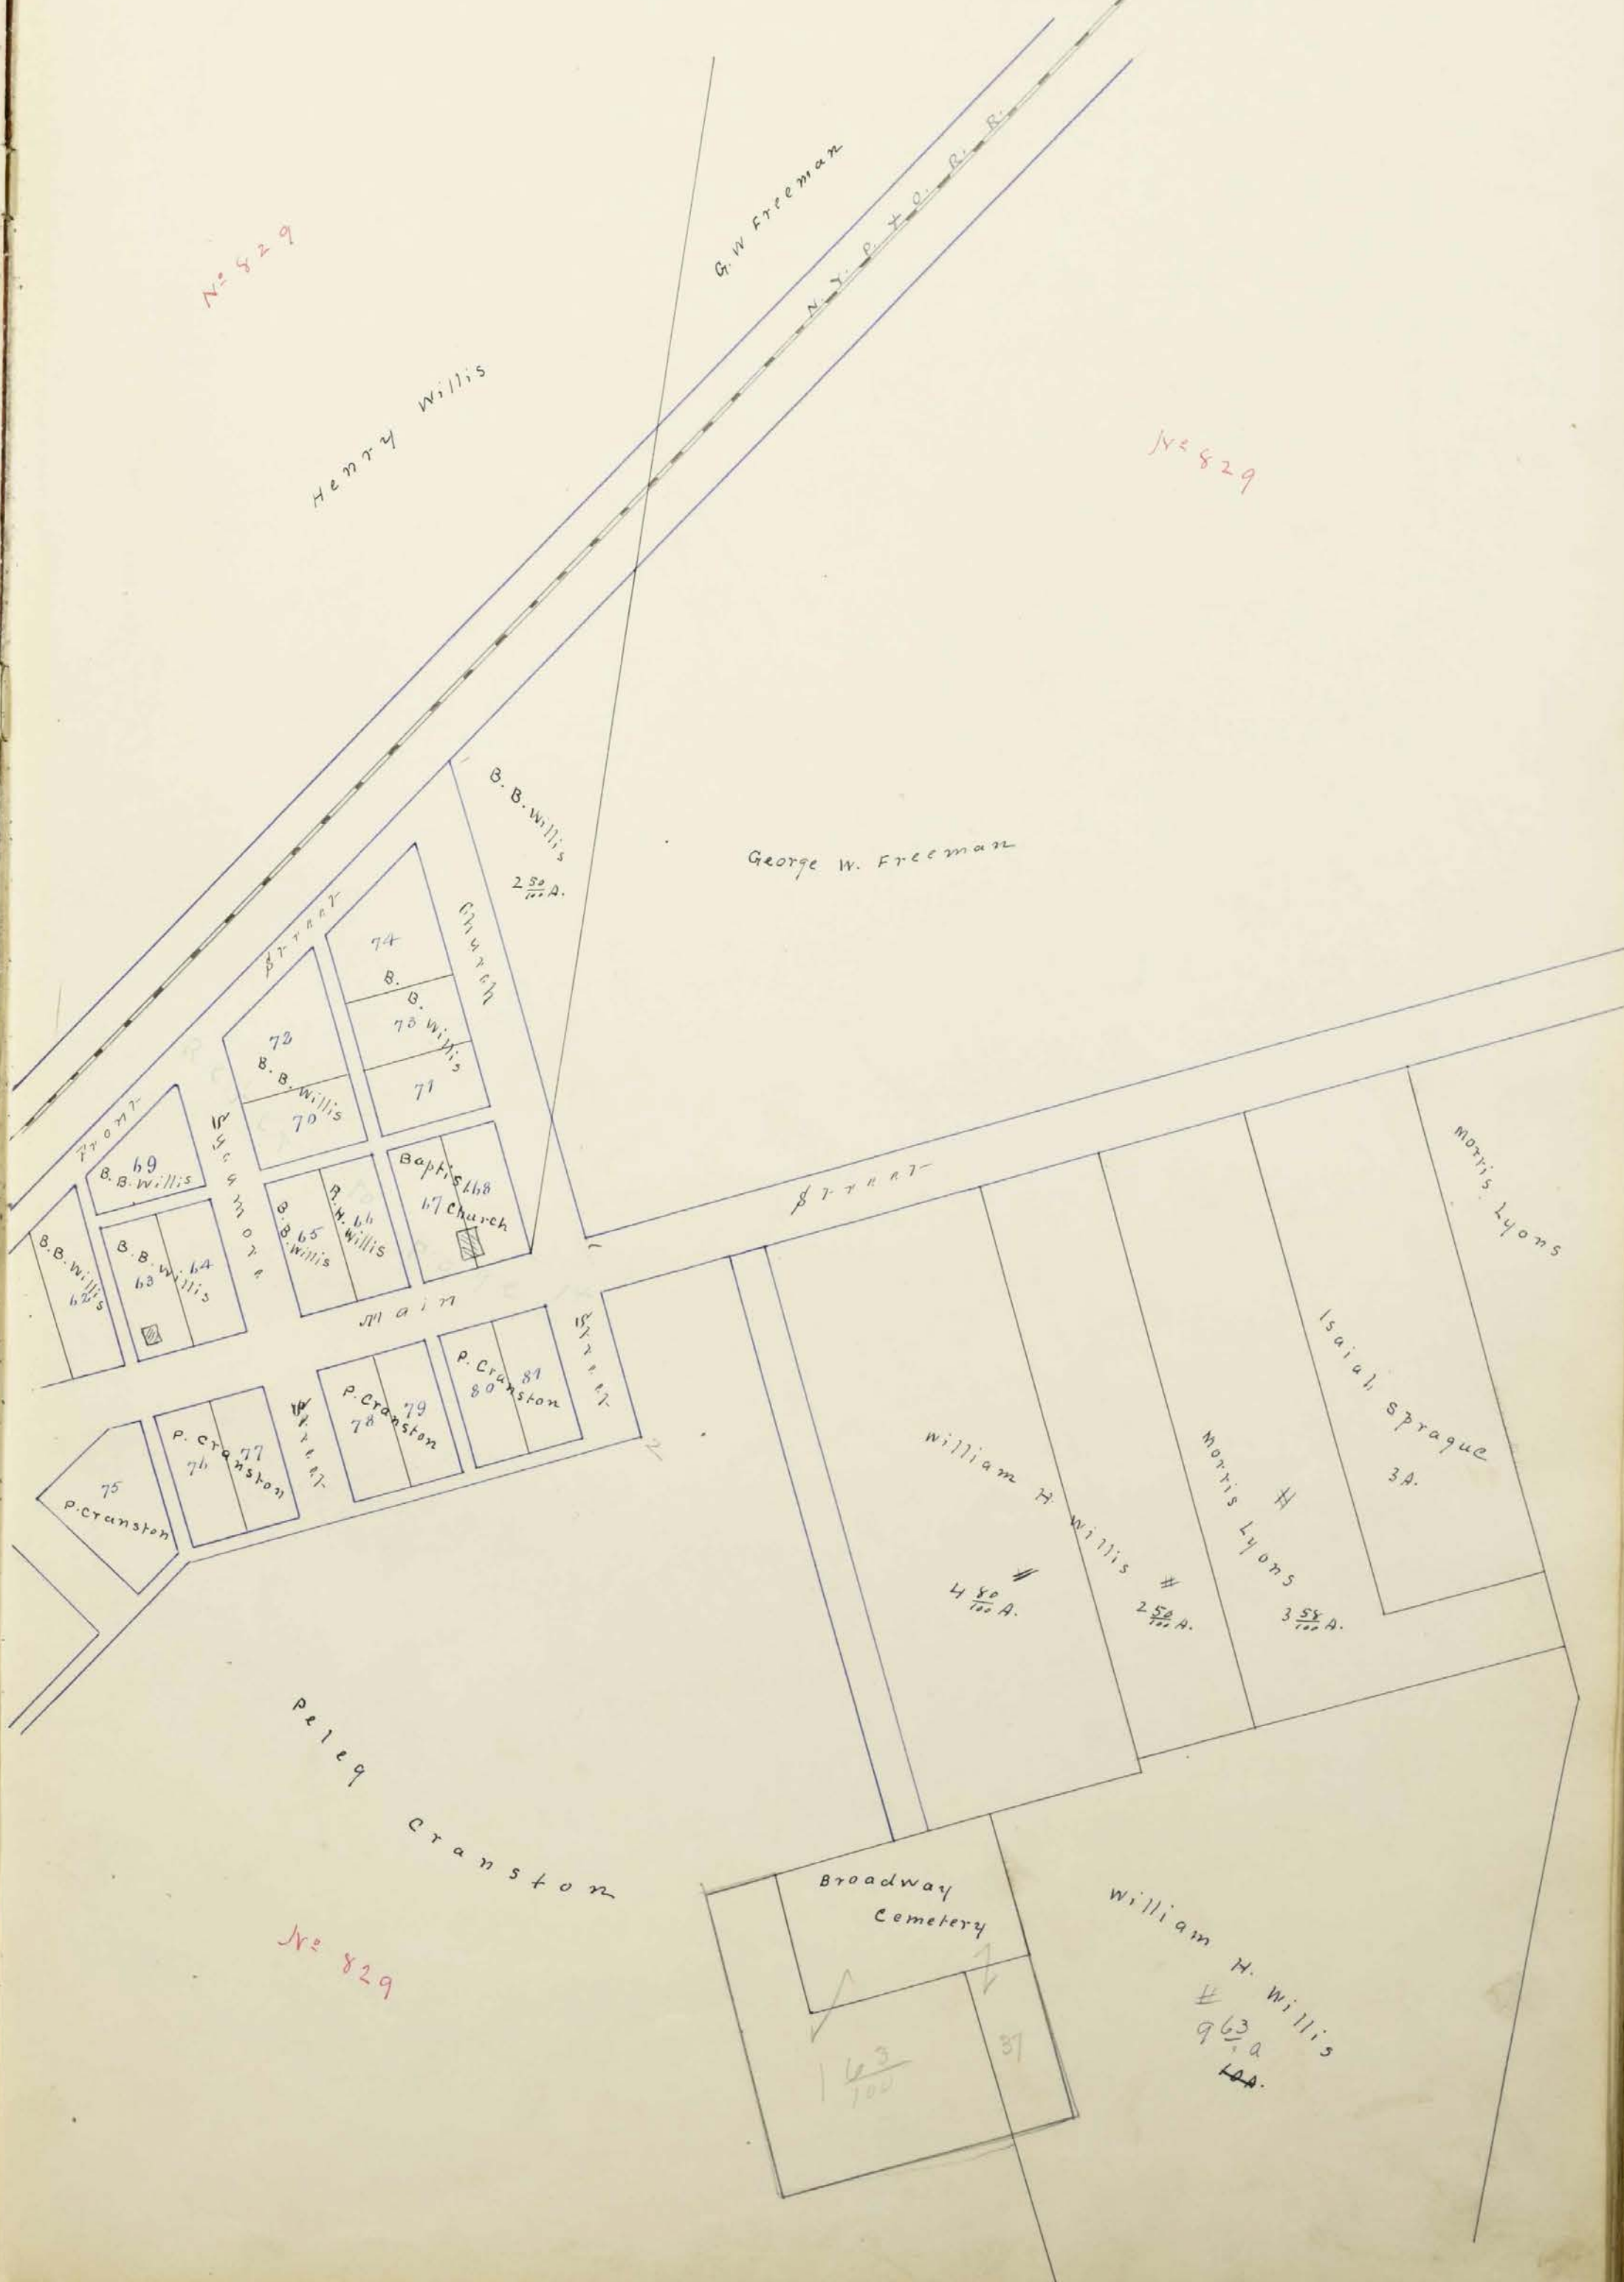 N. Y. P. & O. R. R.
G. W Freeman
No 829
Henry Willis
No 829
B. B. Willis
2 50/100 A.
George W. Freeman
Street
Front
Church
74
B. B. Willis
73
71
72
B. B. Willis
70
Sycamore
69
B. B. Willis
Baptist
68
67 Church
B. B. Willis
65
66
B. B. Willis
62
B. B. Willis
63
64
Main
Street
Street
Street
P. Cranston
80
81
P. Cranston
78
79
P. Cranston
76
77
75
P. Cranston
Morris Lyons
Isaiah Sprague
3 A.
Morris Lyons
#
3 58/100 A.
William H. Willis
#
4 80/100 A.
#
2 50/100 A.
Peleg Cranston
No 829
Broadway
Cemetery
1 63/100
37
William H. Willis
#
9 63 a
10 A.